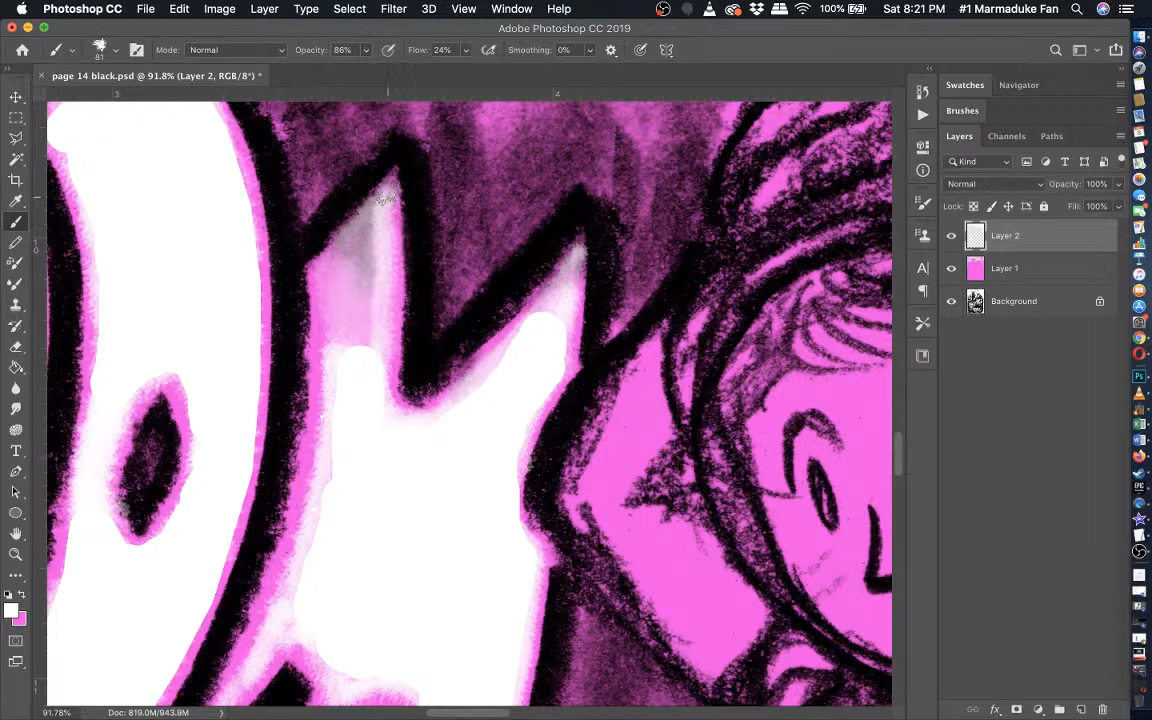 Photoshop CC File Edit Image Layer Type Select Filter 3D View Window Help 100% Sat 8:21 PM #1 Marmaduke Fan
Adobe Photoshop CC 2019
81 Mode: Normal Opacity: 86% Flow: 24% Smoothing: 0%
page 14 black.psd @ 91.8% (Layer 2, RGB/8*) *
3 4
Swatches Navigator
Brushes
Layers Channels Paths
Kind
Normal Opacity: 100%
Lock: Fill: 100%
Layer 2
Layer 1
Background
91.78% Doc: 819.0M/943.9M